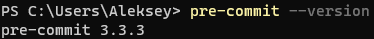 PS C:\Users\Aleksey> pre-commit --version
pre-commit 3.3.3